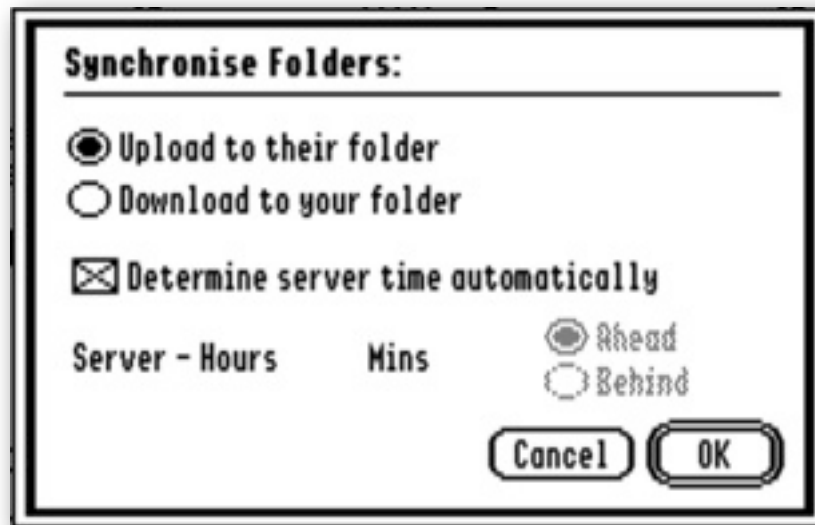 Synchronise Folders:
Upload to their folder
Download to your folder
Determine server time automatically
Server - Hours Mins
Ahead
Behind
Cancel OK